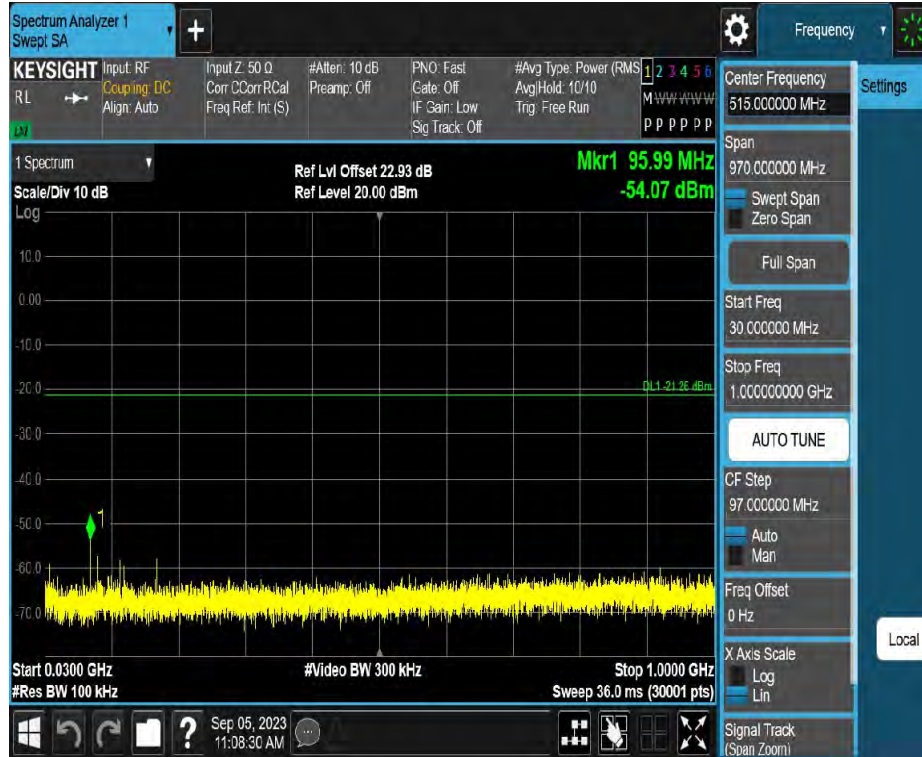 Spectrum Analyzer 1
Swept SA
+
Frequency
KEYSIGHT
RL
Input: RF
Coupling: DC
Align: Auto
Input Z: 50 Ω
Corr CCorr RCal
Freq Ref: Int (S)
#Atten: 10 dB
Preamp: Off
PNO: Fast
Gate: Off
IF Gain: Low
Sig Track: Off
#Avg Type: Power (RMS
Avg|Hold: 10/10
Trig: Free Run
1 2 3 4 5 6
M W W W W W
P P P P P P
Settings
Center Frequency
515.000000 MHz
Span
970.000000 MHz
Swept Span
Zero Span
Full Span
Start Freq
30.000000 MHz
Stop Freq
1.000000000 GHz
AUTO TUNE
CF Step
97.000000 MHz
Auto
Man
Freq Offset
0 Hz
X Axis Scale
Log
Lin
Signal Track
(Span Zoom)
Local
1 Spectrum
Scale/Div 10 dB
Log
Ref Lvl Offset 22.93 dB
Ref Level 20.00 dBm
Mkr1 95.99 MHz
-54.07 dBm
10.0
0.00
-10.0
-20.0
-30.0
-40.0
-50.0
-60.0
-70.0
DL1 -21.26 dBm
1
Start 0.0300 GHz
#Res BW 100 kHz
#Video BW 300 kHz
Stop 1.0000 GHz
Sweep 36.0 ms (30001 pts)
?
Sep 05, 2023
11:08:30 AM